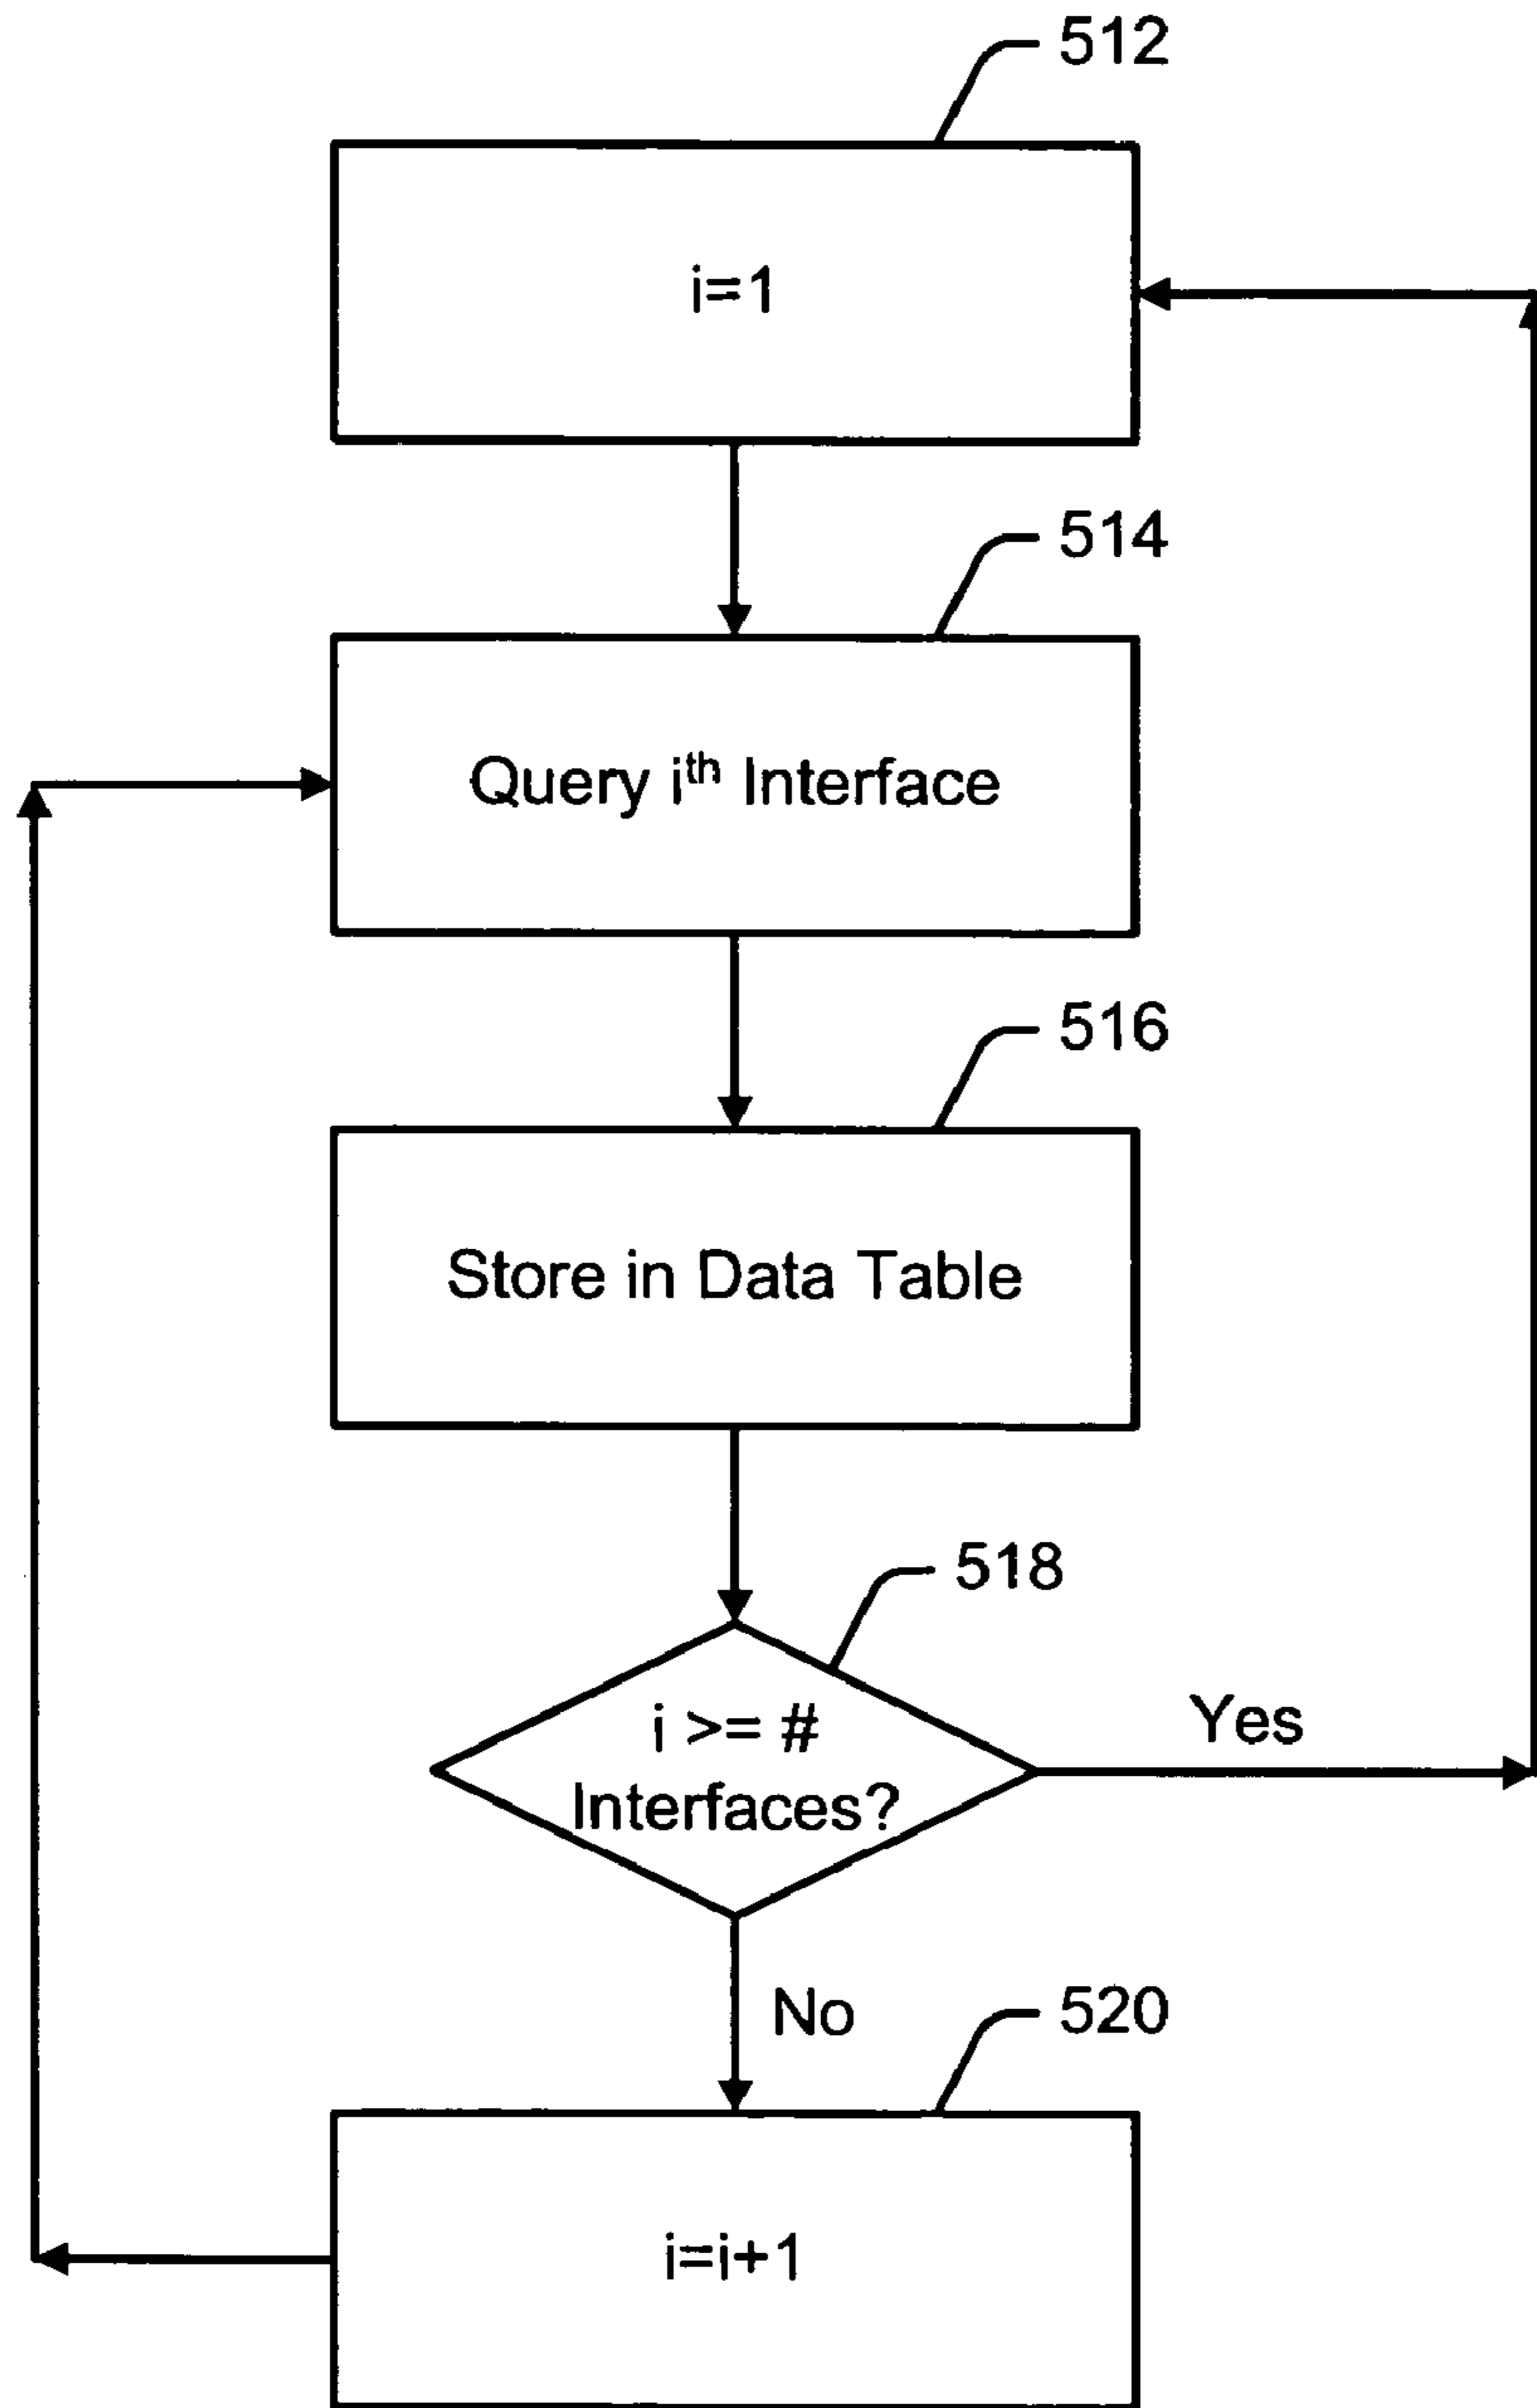 512
i=1
514
Query ith Interface
516
Store in Data Table
518
i >= #
Interfaces?
Yes
No
520
i=i+1